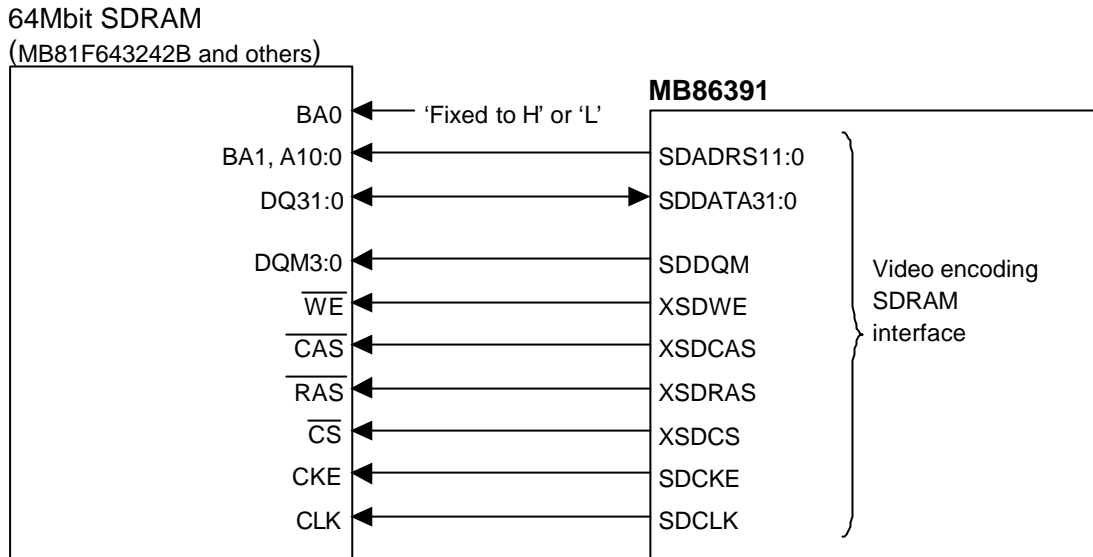 64Mbit SDRAM
(MB81F643242B and others)
MB86391
BA0 ‘Fixed to H’ or ‘L’
BA1, A10:0 SDADRS11:0
DQ31:0 SDDATA31:0
DQM3:0 SDDQM
WE XSDWE
CAS XSDCAS
RAS XSDRAS
CS XSDCS
CKE SDCKE
CLK SDCLK
Video encoding
SDRAM
interface